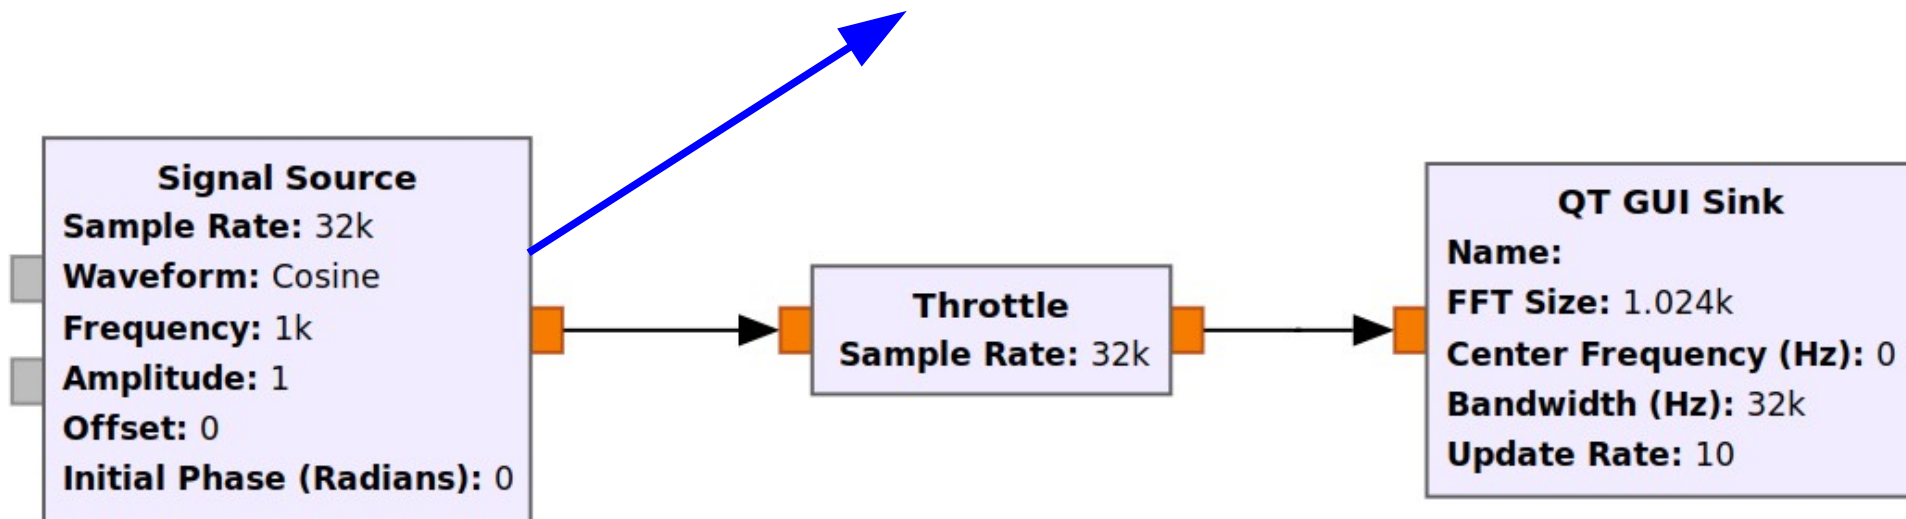 Signal Source
Sample Rate: 32k
Waveform: Cosine
Frequency: 1k
Amplitude: 1
Offset: 0
Initial Phase (Radians): 0
Throttle
Sample Rate: 32k
QT GUI Sink
Name:
FFT Size: 1.024k
Center Frequency (Hz): 0
Bandwidth (Hz): 32k
Update Rate: 10